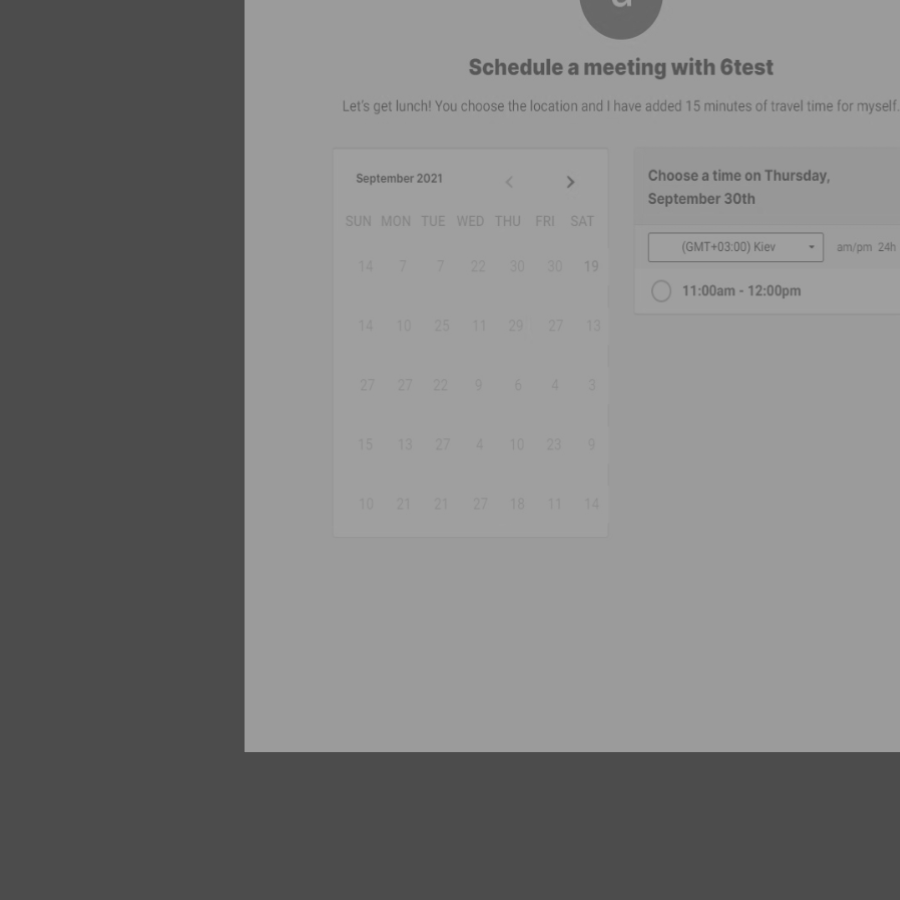 Schedule a meeting with 6test
Let's get lunch! You choose the location and I have added 15 minutes of travel time for myself.
September 2021
SUN MON TUE WED THU FRI SAT
14 7 7 22 30 30 19
14 10 25 11 29 27 13
27 27 22 9 6 4 3
15 13 27 4 10 23 9
10 21 21 27 18 11 14
Choose a time on Thursday,
September 30th
(GMT+03:00) Kiev am/pm 24h
11:00am - 12:00pm